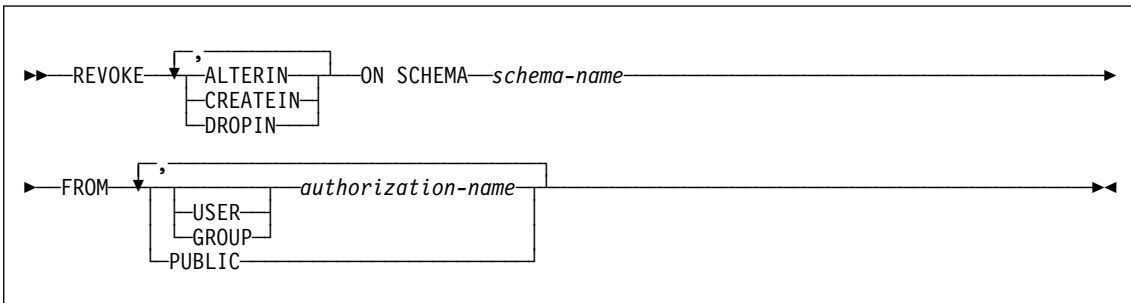 ,
REVOKE ALTERIN ON SCHEMA schema-name
CREATEIN
DROPIN
,
FROM authorization-name
USER
GROUP
PUBLIC